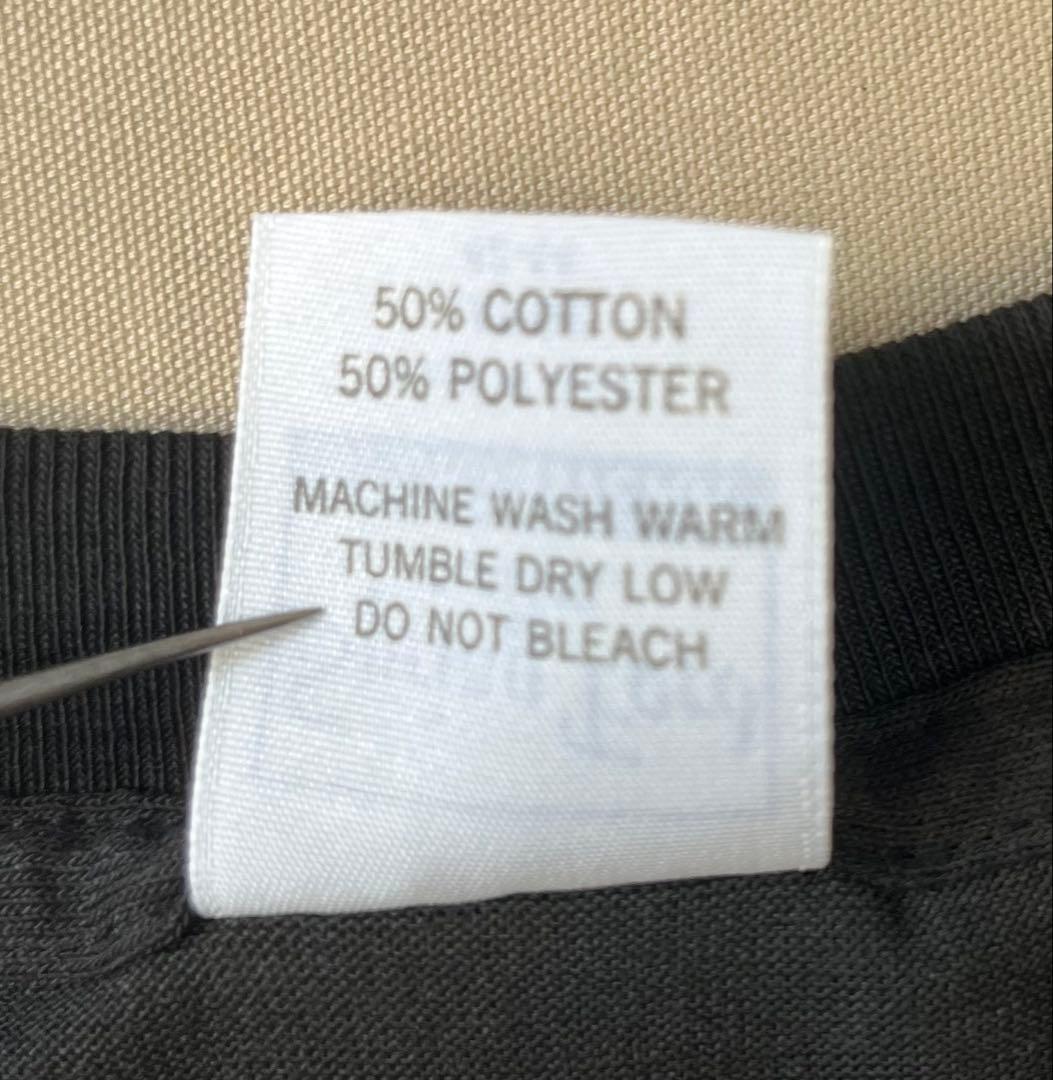 50% COTTON
50% POLYESTER
MACHINE WASH WARM
TUMBLE DRY LOW
DO NOT BLEACH